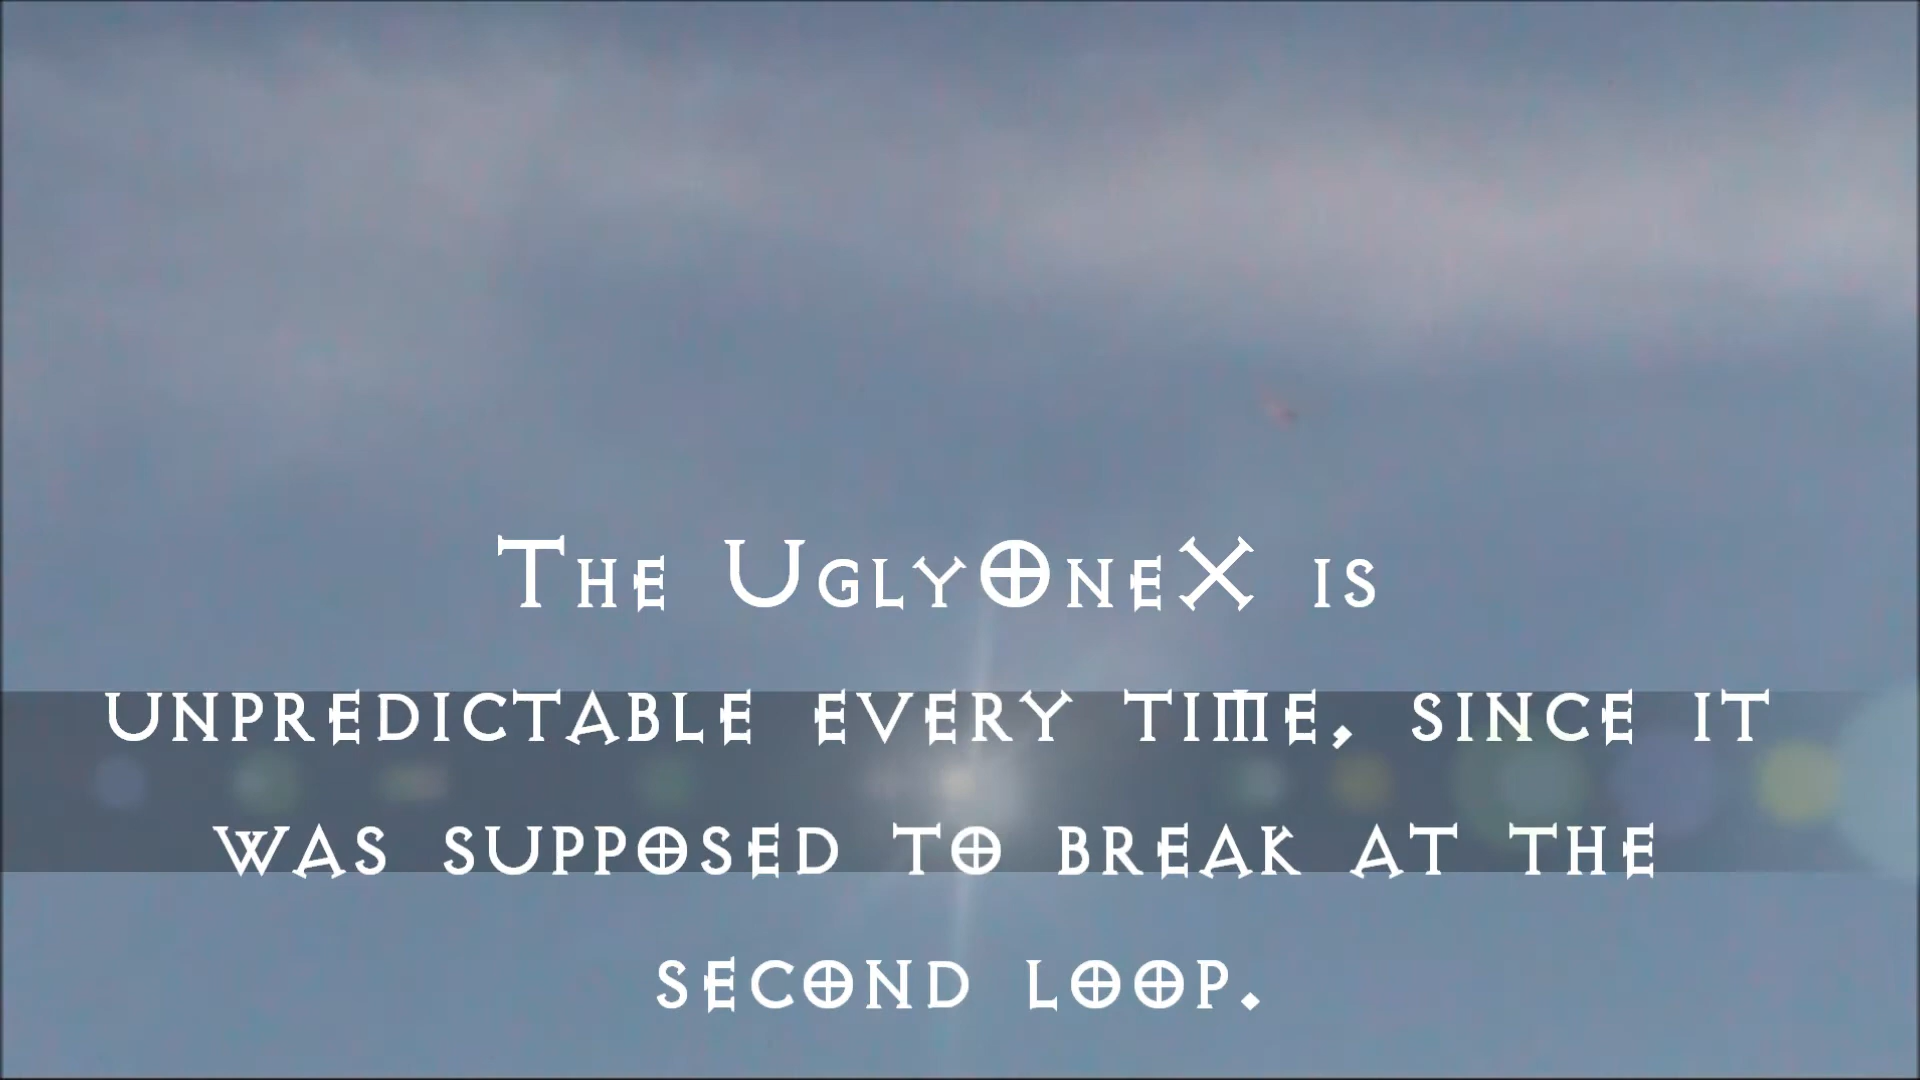 The UglyOneX is
unpredictable every time, since it
was supposed to break at the
second loop.